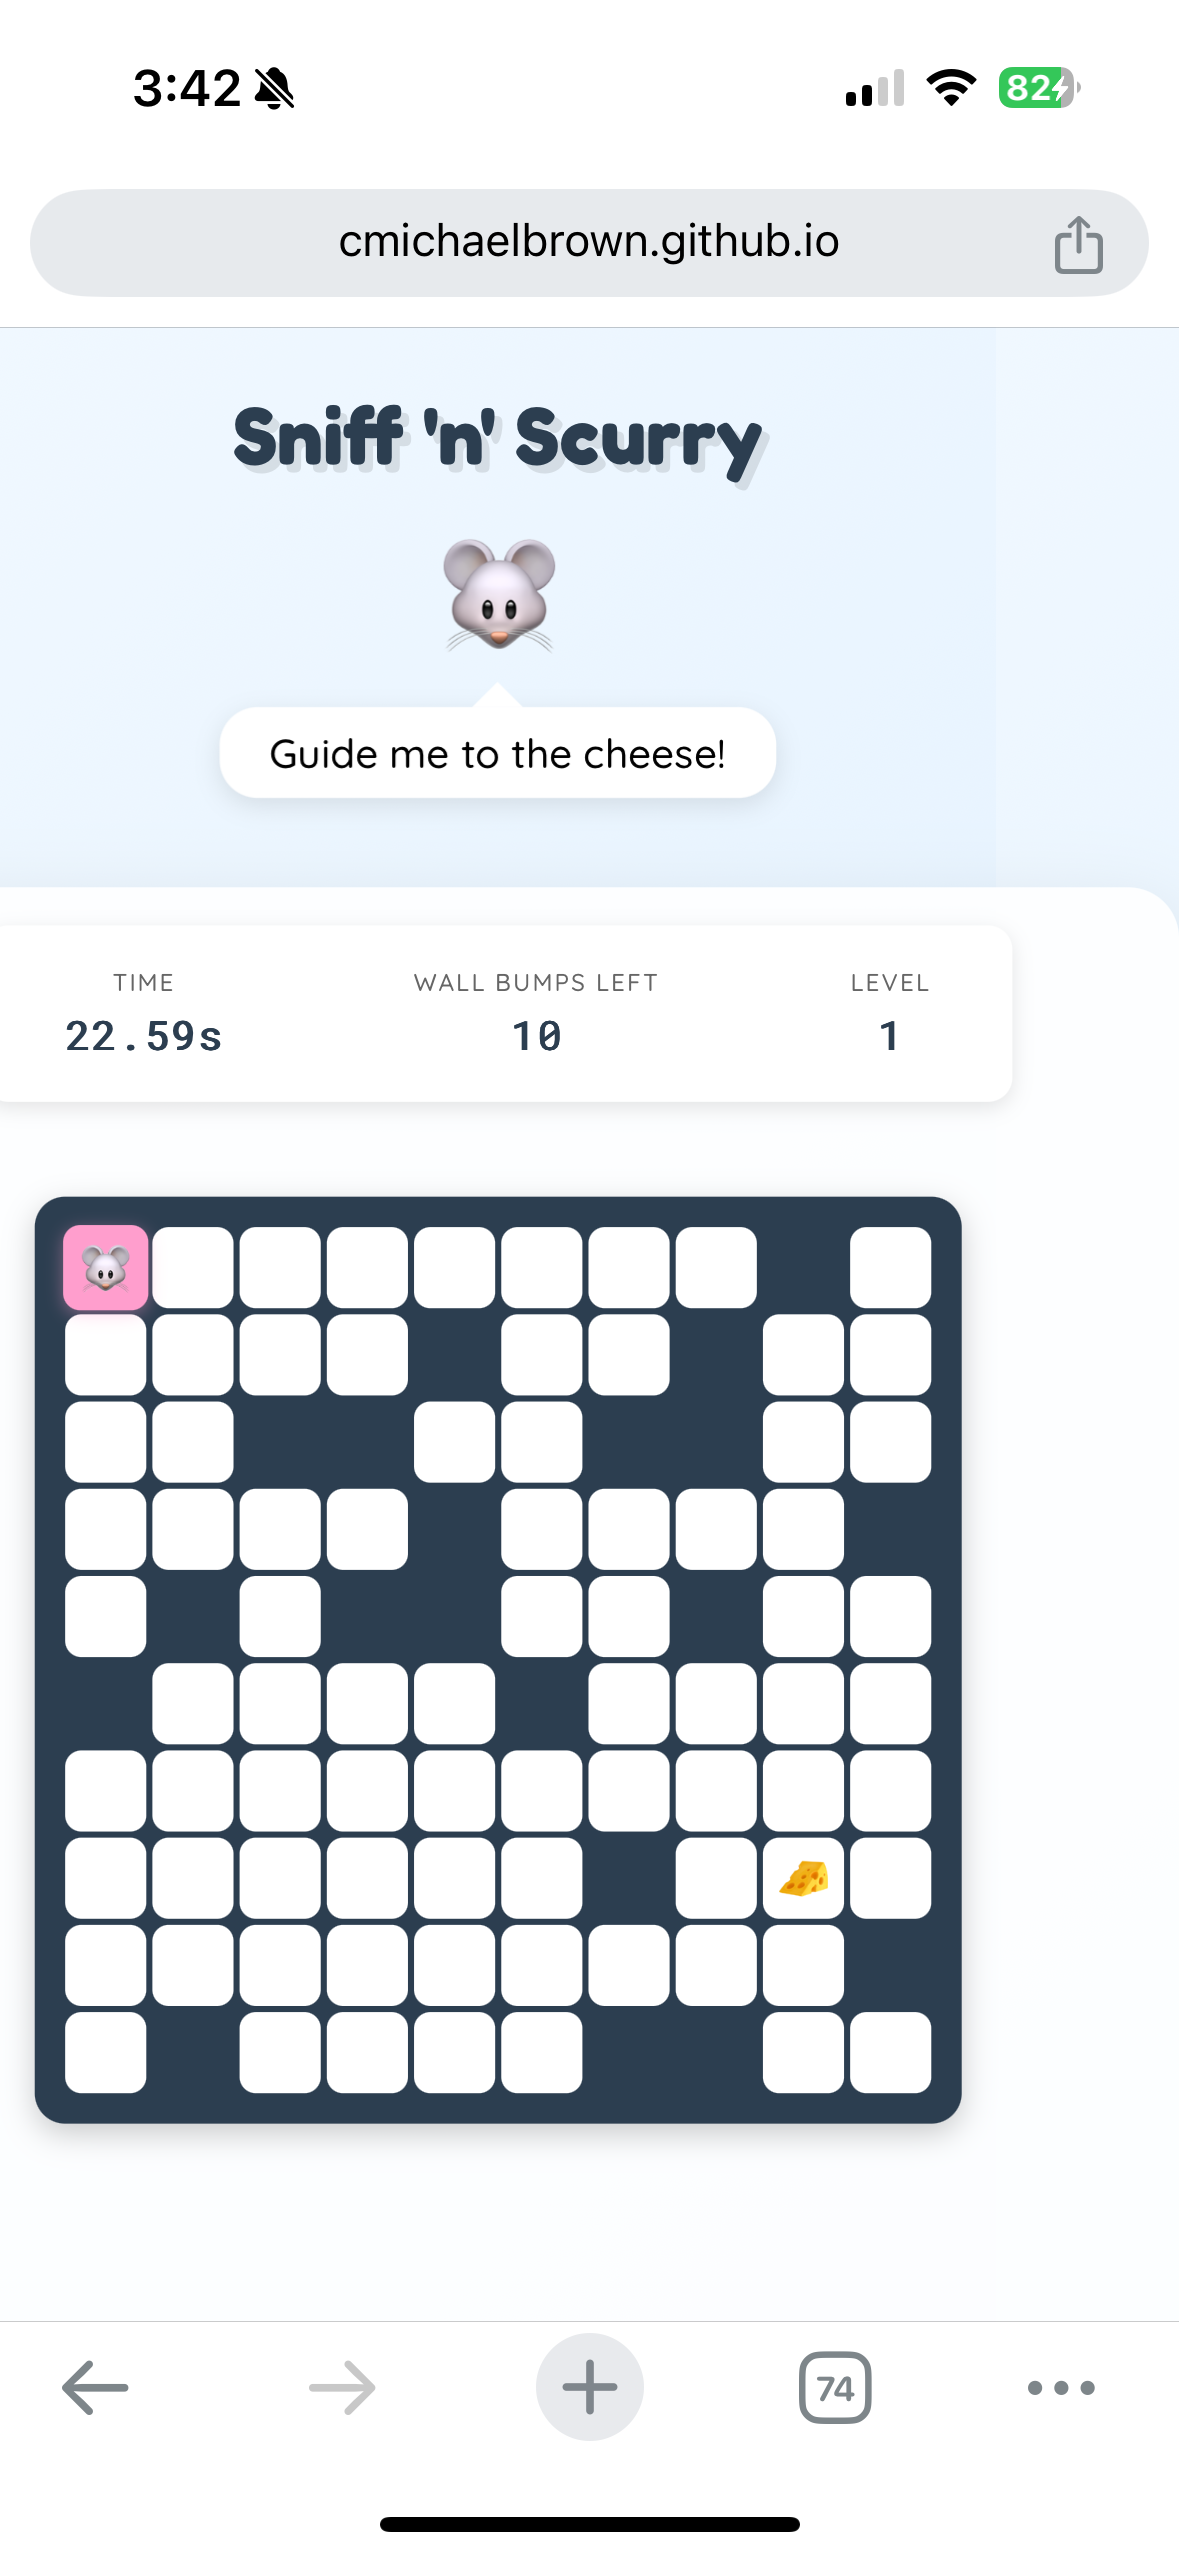 3:42
82
cmichaelbrown.github.io
Sniff 'n' Scurry
Guide me to the cheese!
TIME
WALL BUMPS LEFT
LEVEL
22.59s
10
1
74